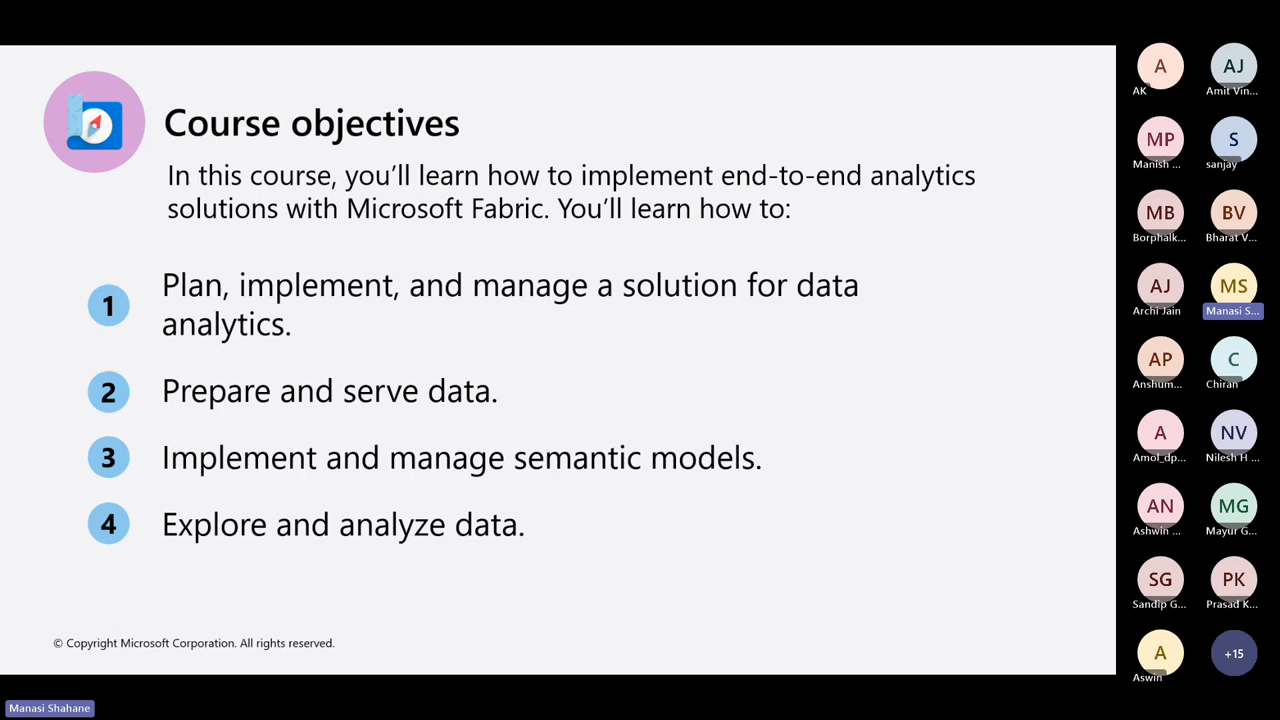 Course objectives
In this course, you’ll learn how to implement end-to-end analytics
solutions with Microsoft Fabric. You’ll learn how to:
1
Plan, implement, and manage a solution for data
analytics.
2
Prepare and serve data.
3
Implement and manage semantic models.
4
Explore and analyze data.
© Copyright Microsoft Corporation. All rights reserved.
A
AK
AJ
Amit Vin...
MP
Manish ...
S
sanjay
MB
Borphalk...
BV
Bharat V...
AJ
Archi Jain
MS
Manasi S...
AP
Anshum...
C
Chiran
A
Amol_dp...
NV
Nilesh H ...
AN
Ashwin ...
MG
Mayur G...
SG
Sandip G...
PK
Prasad K...
A
Aswin
+15
Manasi Shahane